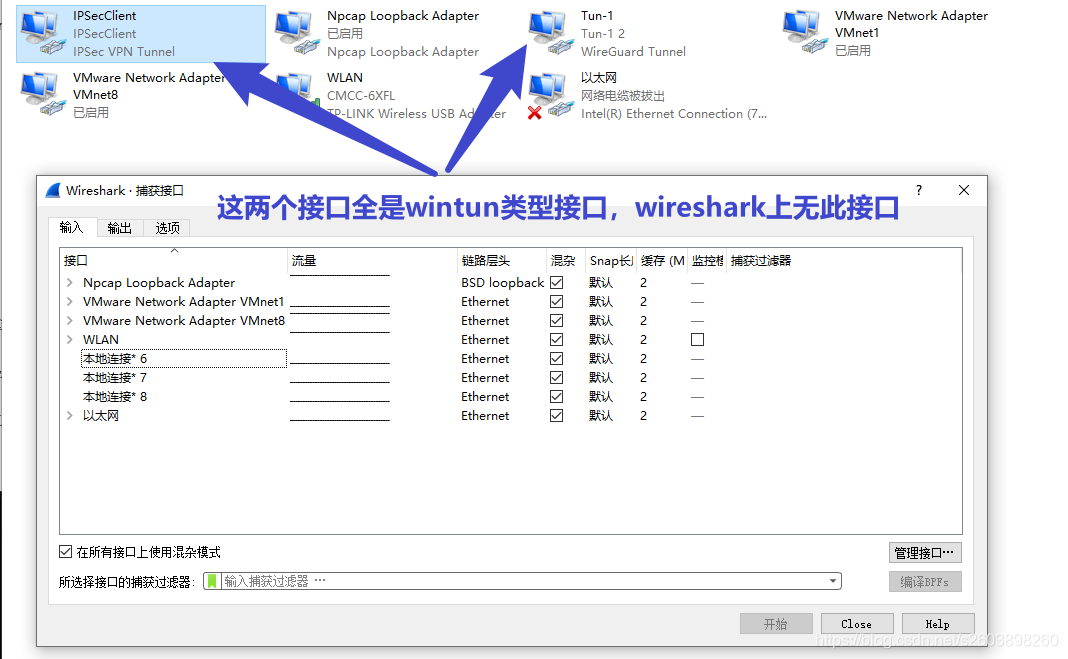 IPSecClient
IPSecClient
IPSec VPN Tunnel
Npcap Loopback Adapter
已启用
Npcap Loopback Adapter
Tun-1
Tun-1 2
WireGuard Tunnel
VMware Network Adapter
VMnet1
已启用
VMware Network Adapter
VMnet8
已启用
WLAN
CMCC-6XFL
TP-LINK Wireless USB Adapter
以太网
网络电缆被拔出
Intel(R) Ethernet Connection (7...
Wireshark · 捕获接口
?
这两个接口全是wintun类型接口，wireshark上无此接口
输入 输出 选项
接口 流量 链路层头 混杂 Snap长 缓存 (M 监控模 捕获过滤器
Npcap Loopback Adapter BSD loopback 默认 2 —
VMware Network Adapter VMnet1 Ethernet 默认 2 —
VMware Network Adapter VMnet8 Ethernet 默认 2 —
WLAN Ethernet 默认 2
本地连接* 6 Ethernet 默认 2 —
本地连接* 7 Ethernet 默认 2 —
本地连接* 8 Ethernet 默认 2 —
以太网 Ethernet 默认 2 —
在所有接口上使用混杂模式
管理接口…
所选择接口的捕获过滤器: 输入捕获过滤器 …
编译BPFs
开始 Close Help
https://blog.csdn.net/s2603898260